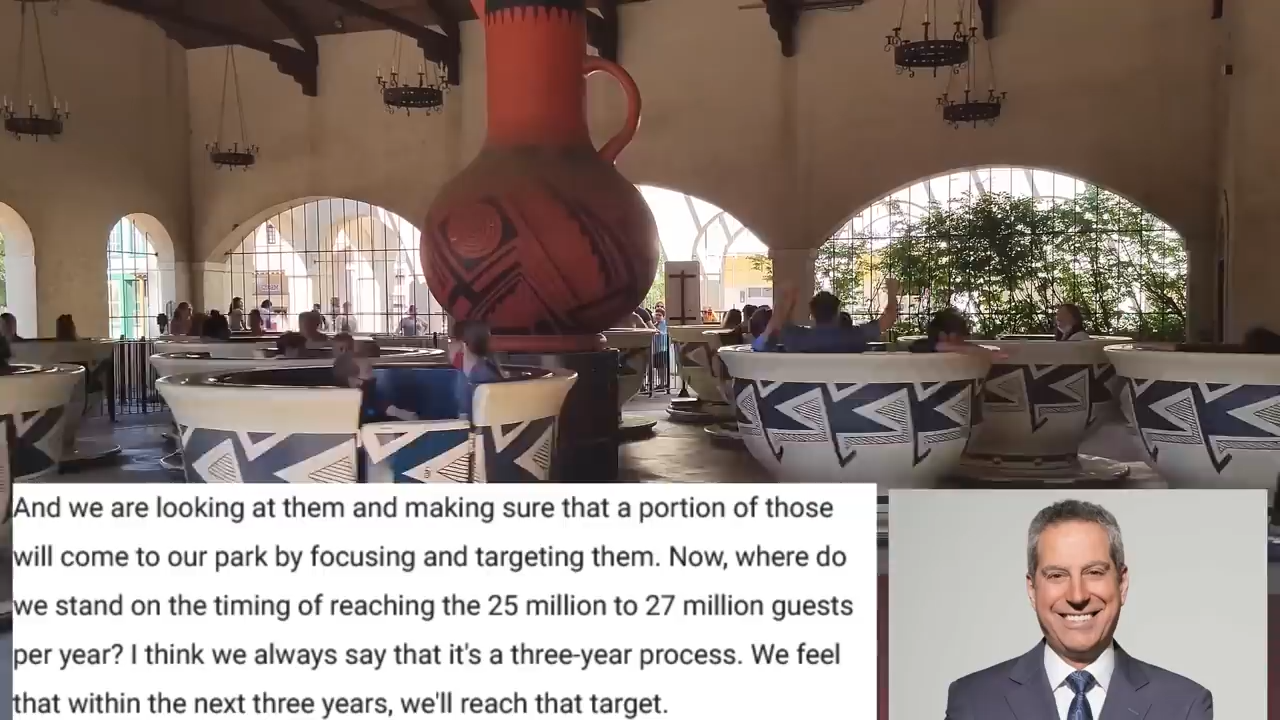 And we are looking at them and making sure that a portion of those
will come to our park by focusing and targeting them. Now, where do
we stand on the timing of reaching the 25 million to 27 million guests
per year? I think we always say that it's a three-year process. We feel
that within the next three years, we'll reach that target.